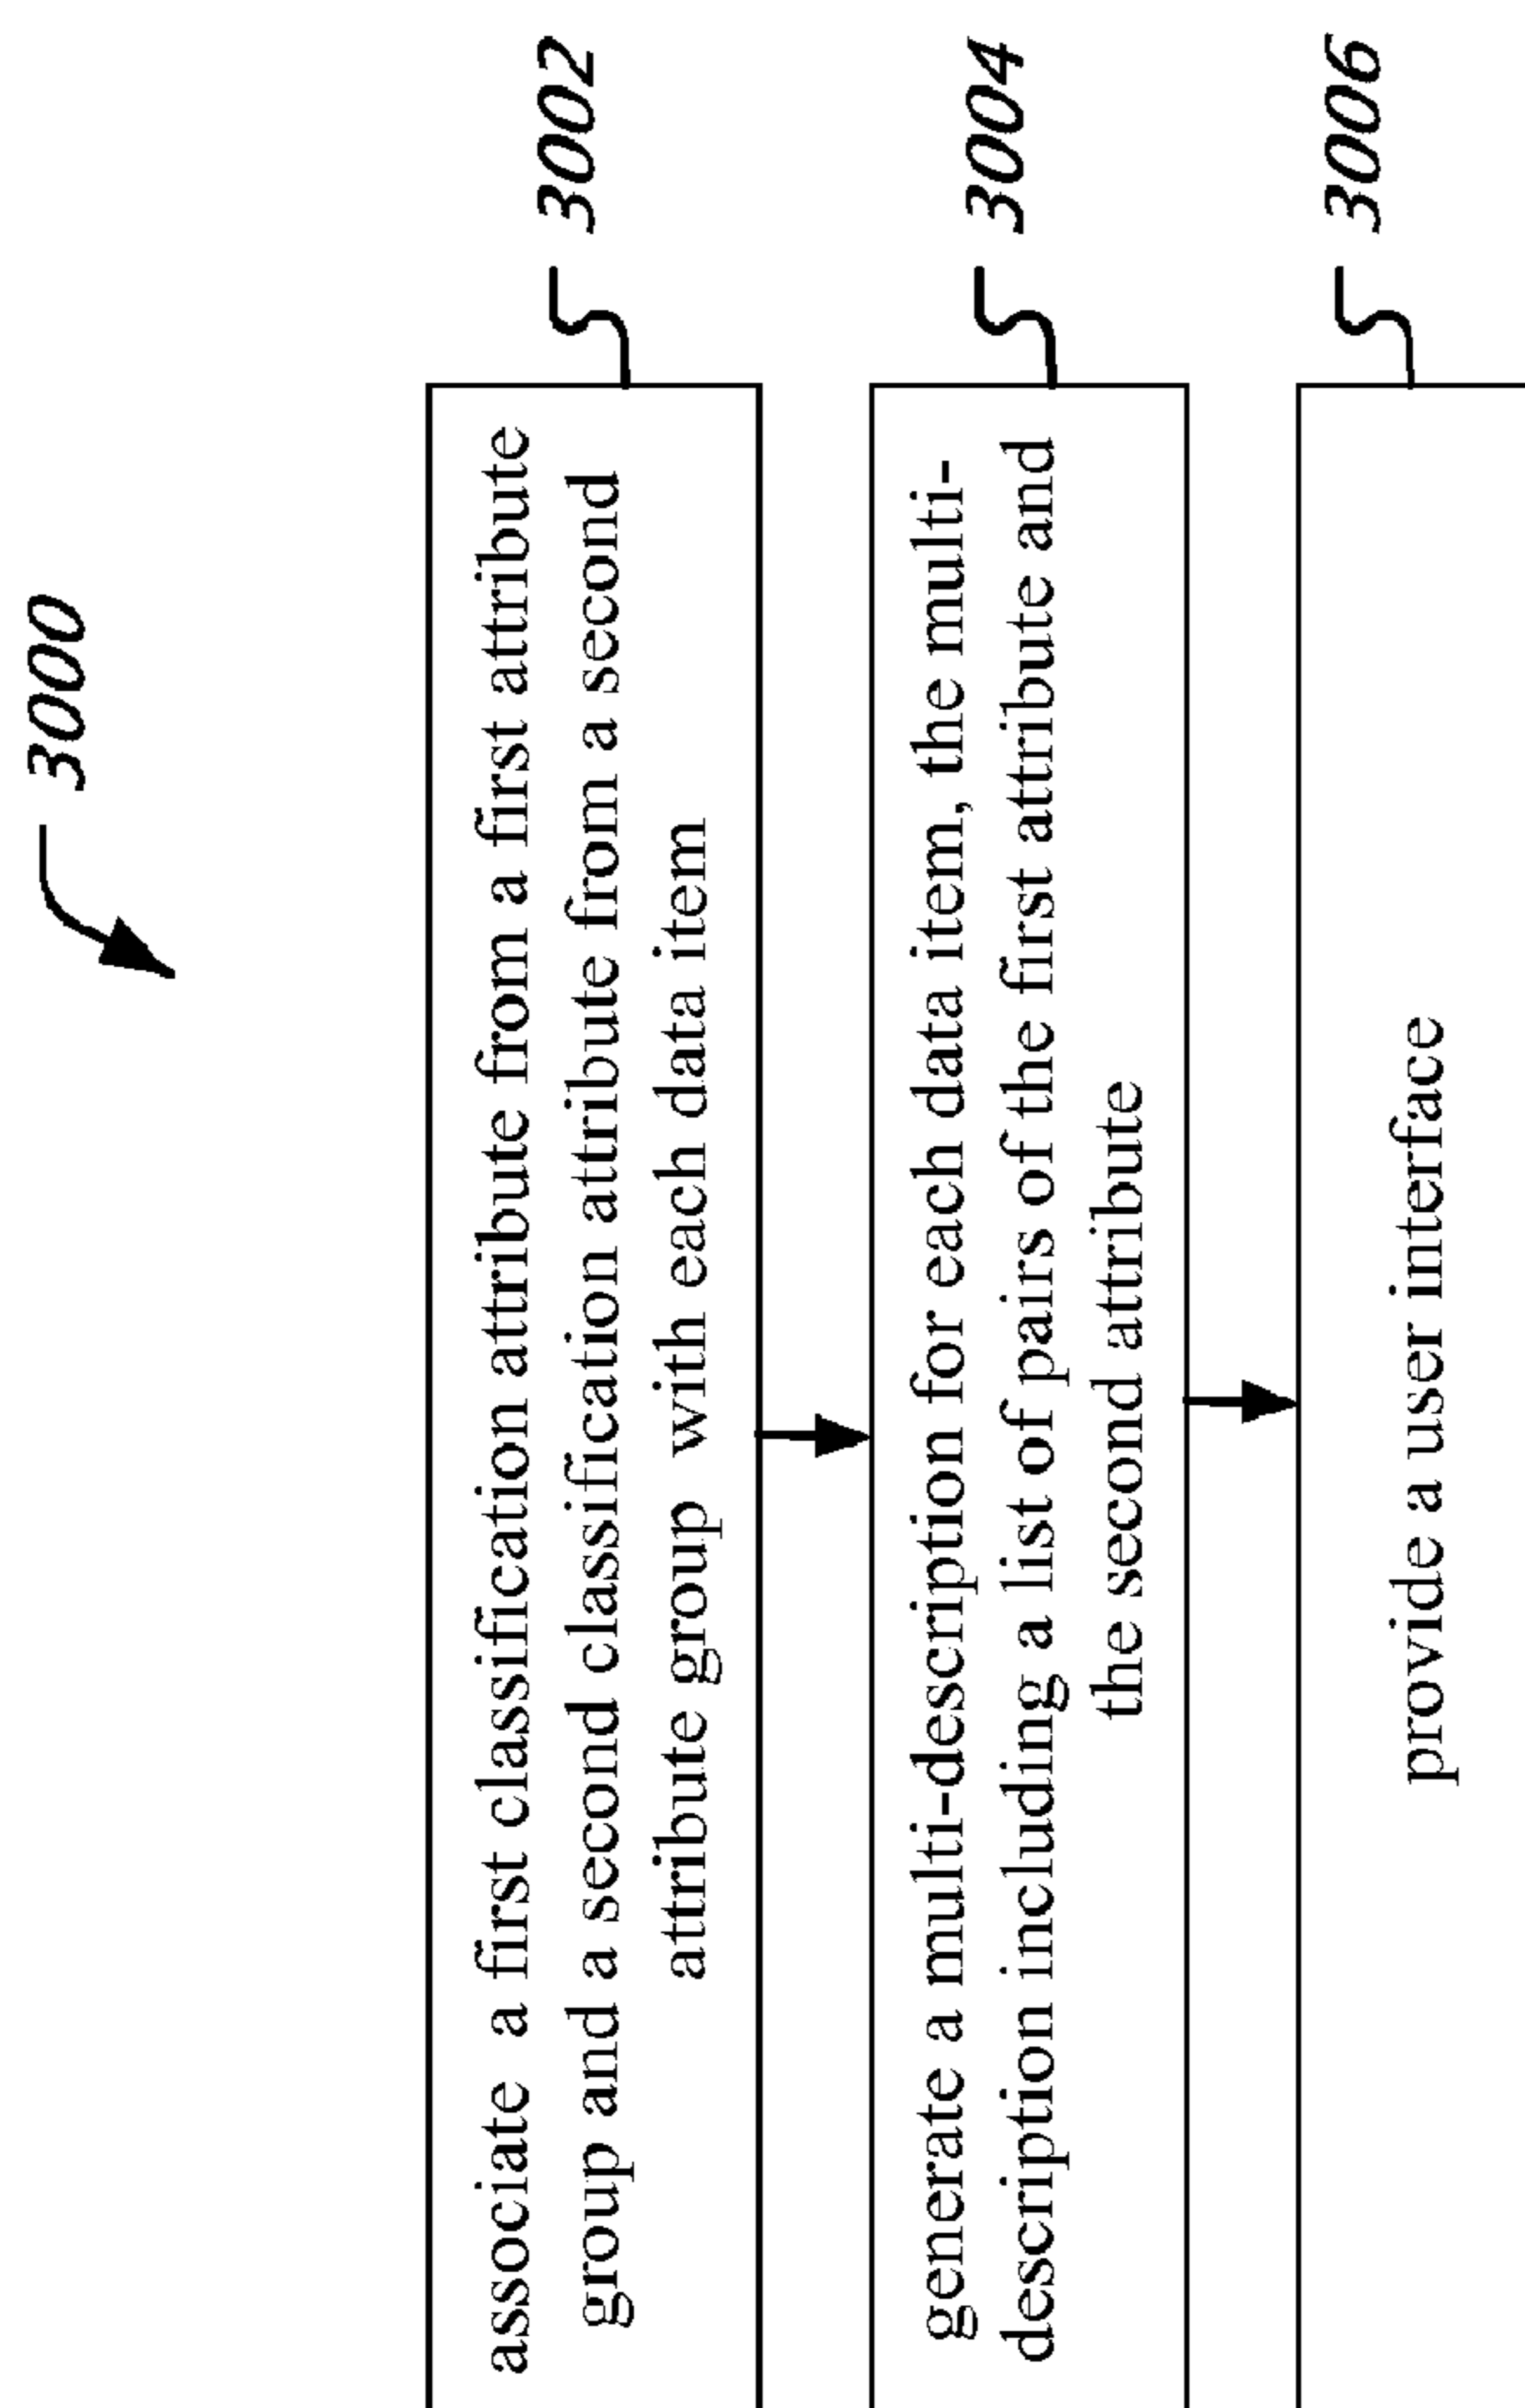 3000
associate a first classification attribute from a first attribute
group and a second classification attribute from a second
attribute group with each data item
3002
generate a multi-description for each data item, the multi-
description including a list of pairs of the first attribute and
the second attribute
3004
provide a user interface
3006